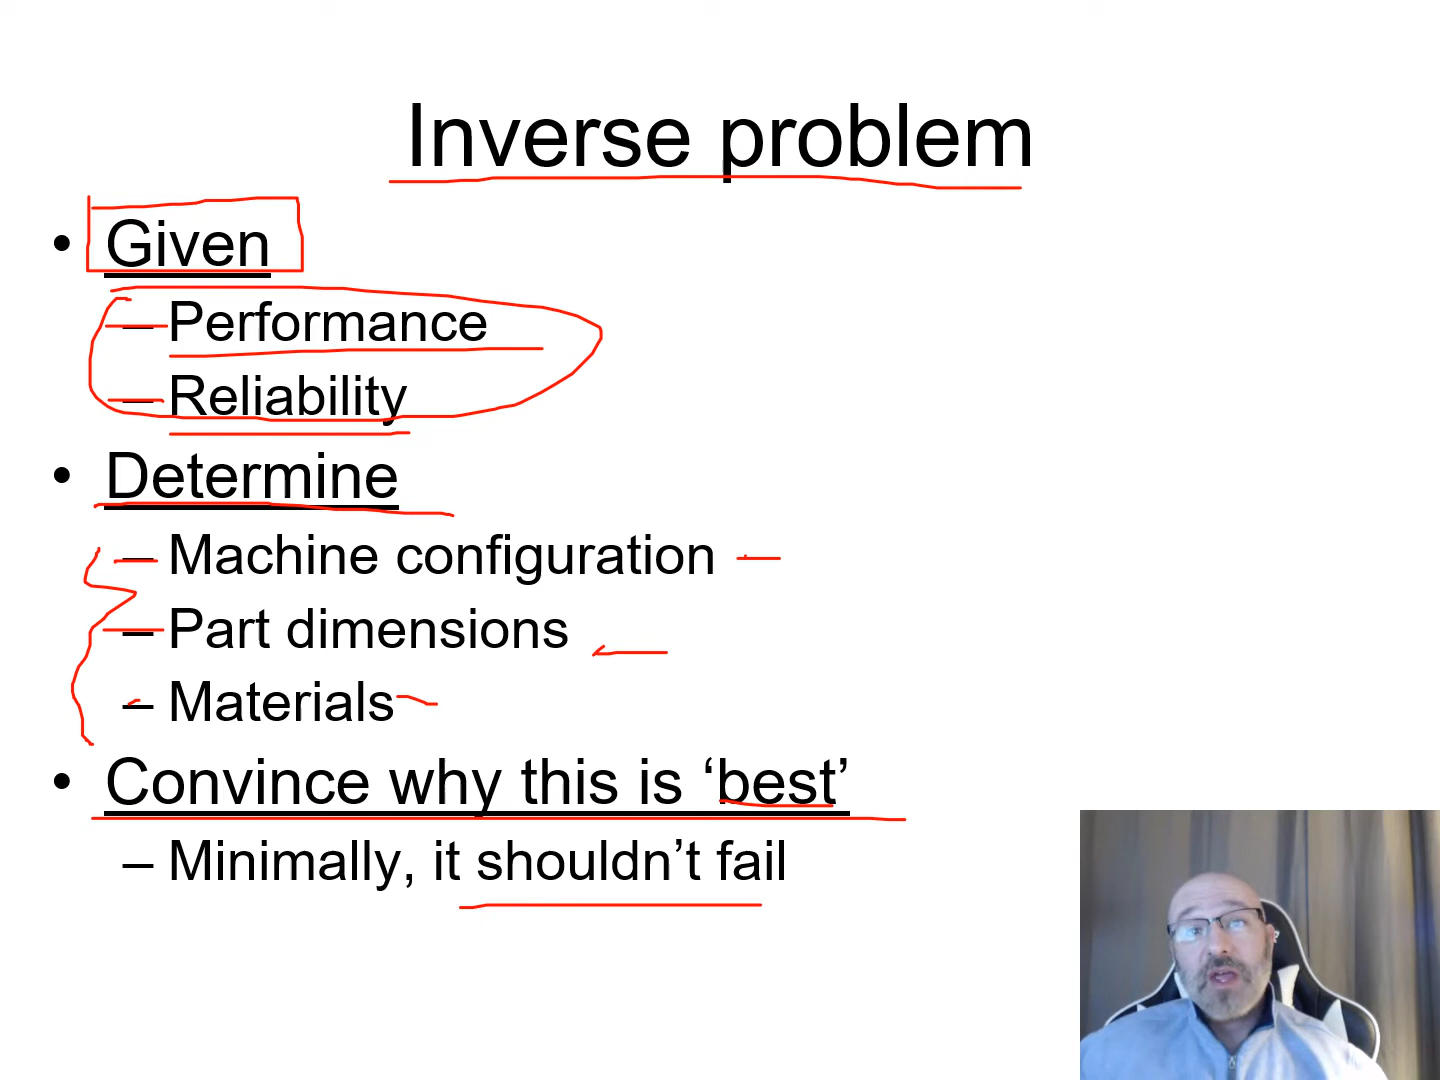 Inverse problem
• Given
– Performance
– Reliability
• Determine
– Machine configuration
– Part dimensions
– Materials
• Convince why this is ‘best’
– Minimally, it shouldn’t fail